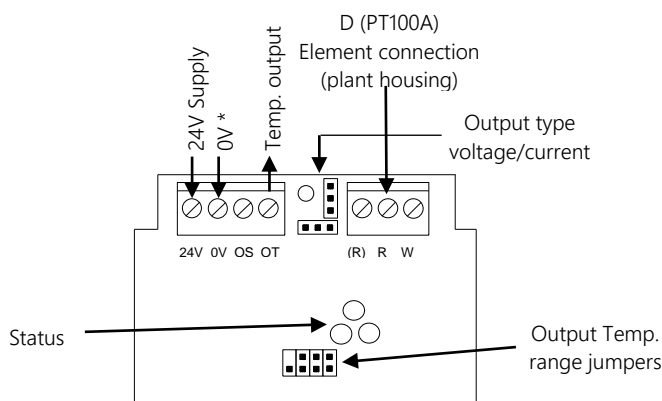 D (PT100A)
Element connection
(plant housing)
24V Supply
0V *
Temp. output
Output type
voltage/current
24V 0V OS OT
(R) R W
Status
Output Temp.
range jumpers